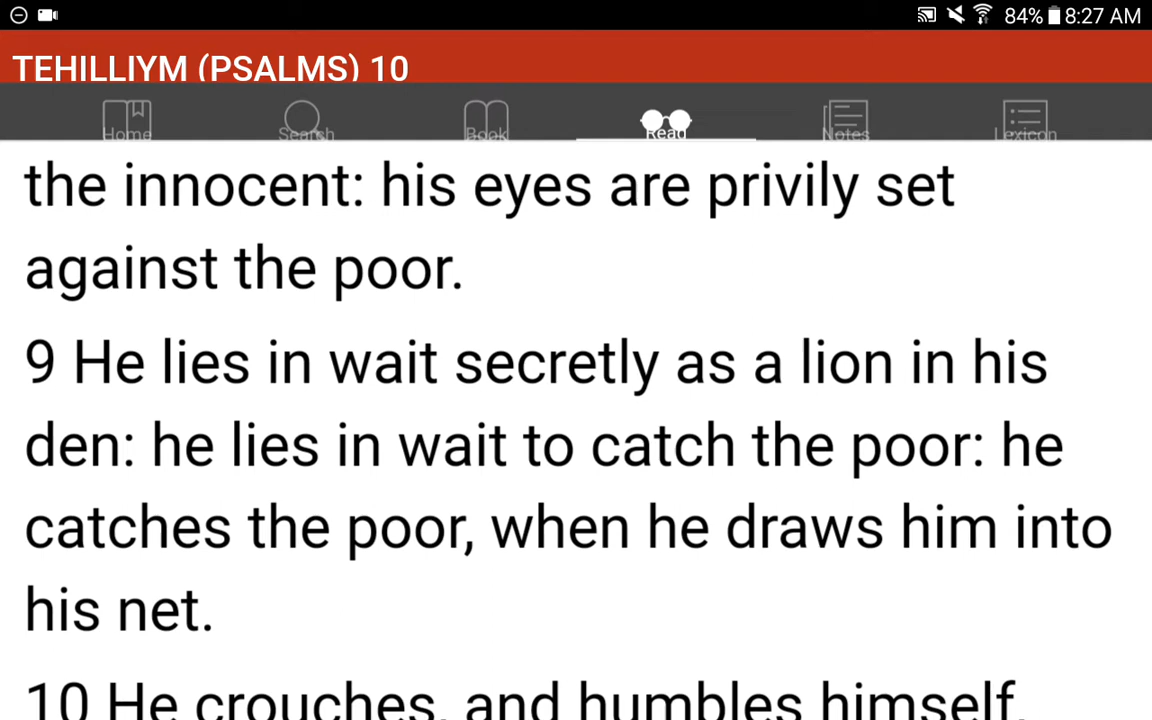 84% 8:27 AM
TEHILLIYM (PSALMS) 10
Home Search Book Read Notes Lexicon
the innocent: his eyes are privily set
against the poor.
9 He lies in wait secretly as a lion in his
den: he lies in wait to catch the poor: he
catches the poor, when he draws him into
his net.
10 He crouches, and humbles himself,